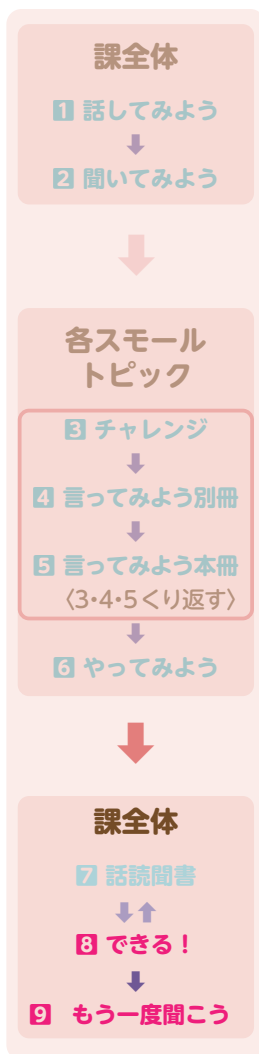 課全体
1 話してみよう
⬇
2 聞いてみよう
⬇
各スモール
トピック
3 チャレンジ
⬇
4 言ってみよう別冊
⬇
5 言ってみよう本冊
〈3・4・5くり返す〉
⬇
6 やってみよう
⬇
課全体
7 話読聞書
⬇⬆
8 できる！
⬇
9 もう一度聞こう